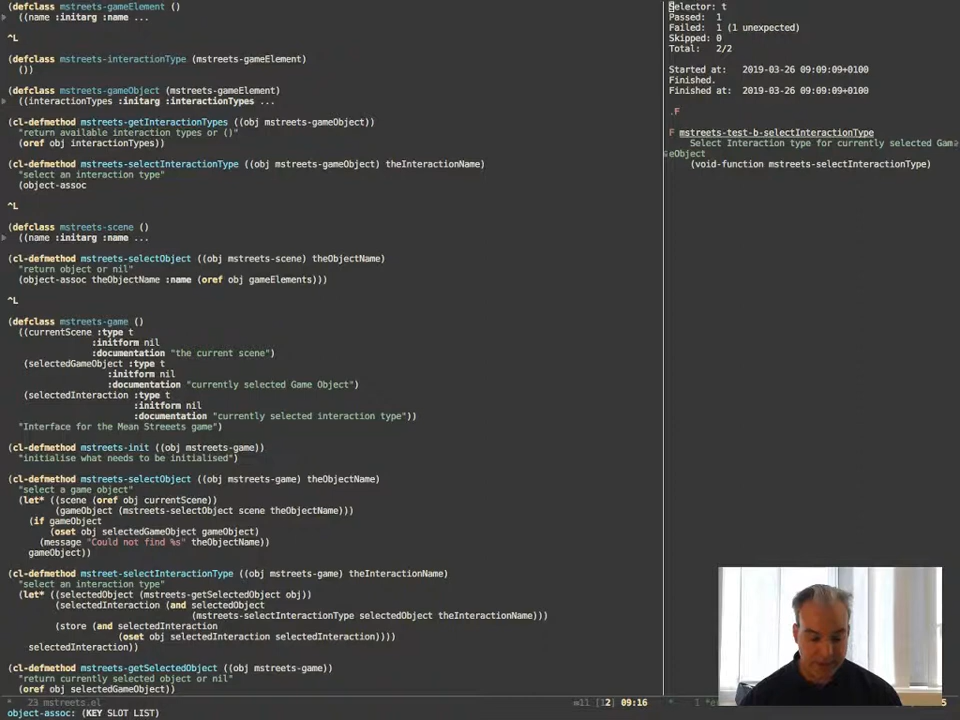 (defclass mstreets-gameElement ()
((name :initarg :name ...
^L
(defclass mstreets-interactionType (mstreets-gameElement)
())
(defclass mstreets-gameObject (mstreets-gameElement)
((interactionTypes :initarg :interactionTypes ...
(cl-defmethod mstreets-getInteractionTypes ((obj mstreets-gameObject))
"return available interaction types or ()"
(oref obj interactionTypes))
(cl-defmethod mstreets-selectInteractionType ((obj mstreets-gameObject) theInteractionName)
"select an interaction type"
(object-assoc
^L
(defclass mstreets-scene ()
((name :initarg :name ...
(cl-defmethod mstreets-selectObject ((obj mstreets-scene) theObjectName)
"return object or nil"
(object-assoc theObjectName :name (oref obj gameElements)))
^L
(defclass mstreets-game ()
((currentScene :type t
:initform nil
:documentation "the current scene")
(selectedGameObject :type t
:initform nil
:documentation "currently selected Game Object")
(selectedInteraction :type t
:initform nil
:documentation "currently selected interaction type"))
"Interface for the Mean Streeets game")
(cl-defmethod mstreets-init ((obj mstreets-game))
"initialise what needs to be initialised")
(cl-defmethod mstreets-selectObject ((obj mstreets-game) theObjectName)
"select a game object"
(let* ((scene (oref obj currentScene))
(gameObject (mstreets-selectObject scene theObjectName)))
(if gameObject
(oset obj selectedGameObject gameObject)
(message "Could not find %s" theObjectName))
gameObject))
(cl-defmethod mstreet-selectInteractionType ((obj mstreets-game) theInteractionName)
"select an interaction type"
(let* ((selectedObject (mstreets-getSelectedObject obj))
(selectedInteraction (and selectedObject
(mstreets-selectInteractionType selectedObject theInteractionName)))
(store (and selectedInteraction
(oset obj selectedInteraction selectedInteraction))))
selectedInteraction))
(cl-defmethod mstreets-getSelectedObject ((obj mstreets-game))
"return currently selected object or nil"
(oref obj selectedGameObject))
* 23 mstreets.el
11 [12] 09:16
object-assoc: (KEY SLOT LIST)
Selector: t
Passed: 1
Failed: 1 (1 unexpected)
Skipped: 0
Total: 2/2
Started at: 2019-03-26 09:09:09+0100
Finished.
Finished at: 2019-03-26 09:09:09+0100
.F
F mstreets-test-b-selectInteractionType
Select Interaction type for currently selected Gam
eObject
(void-function mstreets-selectInteractionType)